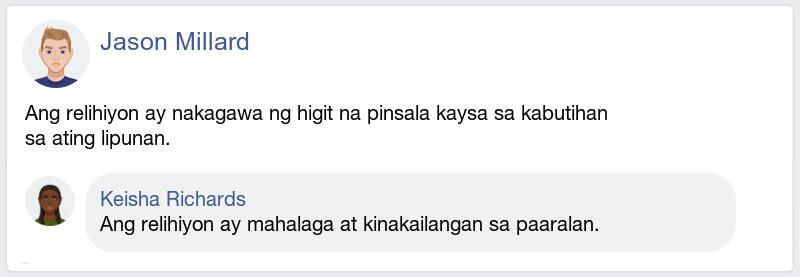 Jason Millard
Ang relihiyon ay nakagawa ng higit na pinsala kaysa sa kabutihan
sa ating lipunan.
Keisha Richards
Ang relihiyon ay mahalaga at kinakailangan sa paaralan.